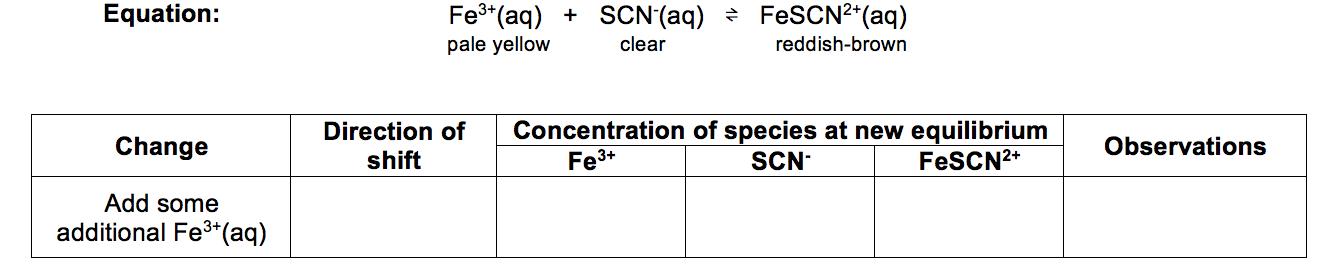 Equation: Fe³⁺(aq) + SCN⁻(aq) ⇌ FeSCN²⁺(aq)
pale yellow clear reddish-brown
Change
Direction of
shift
Concentration of species at new equilibrium
Fe³⁺ SCN⁻ FeSCN²⁺
Observations
Add some
additional Fe³⁺(aq)